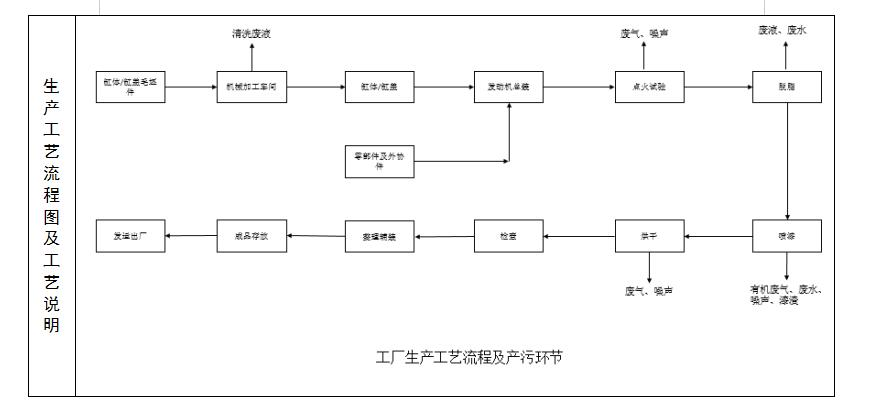 生产工艺流程图及工艺说明
清洗废液
废气、噪声
废液、废水
缸体/缸盖毛坯
件
机械加工车间
缸体/缸盖
发动机总装
点火试验
脱脂
零部件及外协
件
发运出厂
成品存放
整理辅装
检查
烘干
喷漆
废气、噪声
有机废气、废水、
噪声、漆渣
工厂生产工艺流程及产污环节